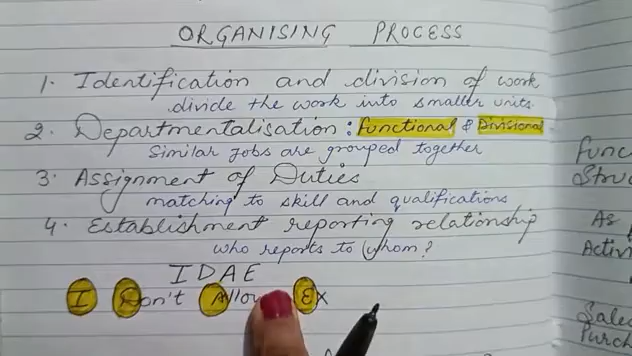 ORGANISING PROCESS
1. Identification and division of work
divide the work into smaller units.
2. Departmentalisation : Functional & Divisional
Similar jobs are grouped together
3. Assignment of Duties
matching to skill and qualifications
4. Establishment reporting relationship
who reports to whom?
IDAE
I Don't Allow Ex
Func
Struc
As
Activi
Sales
Purch